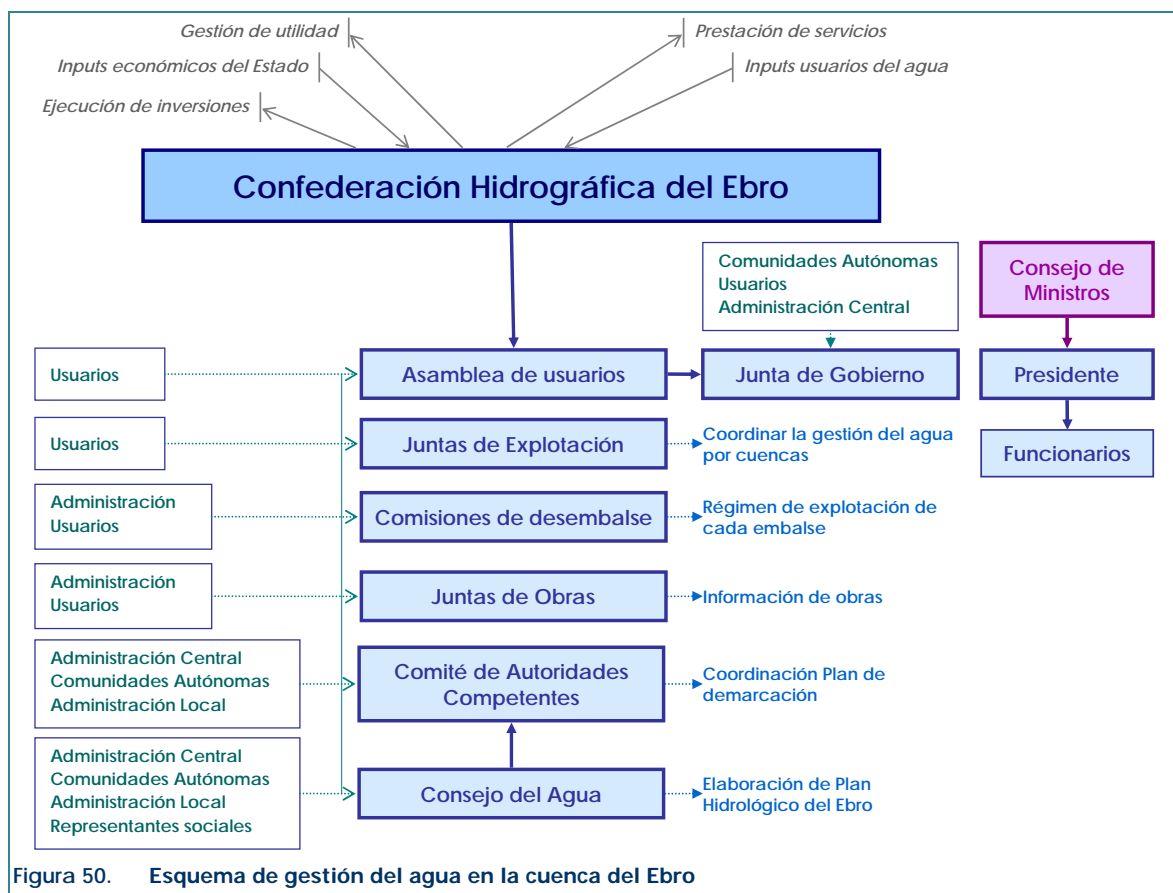 Gestión de utilidad
Prestación de servicios
Inputs económicos del Estado
Inputs usuarios del agua
Ejecución de inversiones
Confederación Hidrográfica del Ebro
Comunidades Autónomas
Usuarios
Administración Central
Consejo de
Ministros
Usuarios
Asamblea de usuarios
Junta de Gobierno
Presidente
Usuarios
Juntas de Explotación
Coordinar la gestión del agua
por cuencas
Funcionarios
Administración
Usuarios
Comisiones de desembalse
Régimen de explotación de
cada embalse
Administración
Usuarios
Juntas de Obras
Información de obras
Administración Central
Comunidades Autónomas
Administración Local
Comité de Autoridades
Competentes
Coordinación Plan de
demarcación
Administración Central
Comunidades Autónomas
Administración Local
Representantes sociales
Consejo del Agua
Elaboración de Plan
Hidrológico del Ebro
Figura 50. Esquema de gestión del agua en la cuenca del Ebro